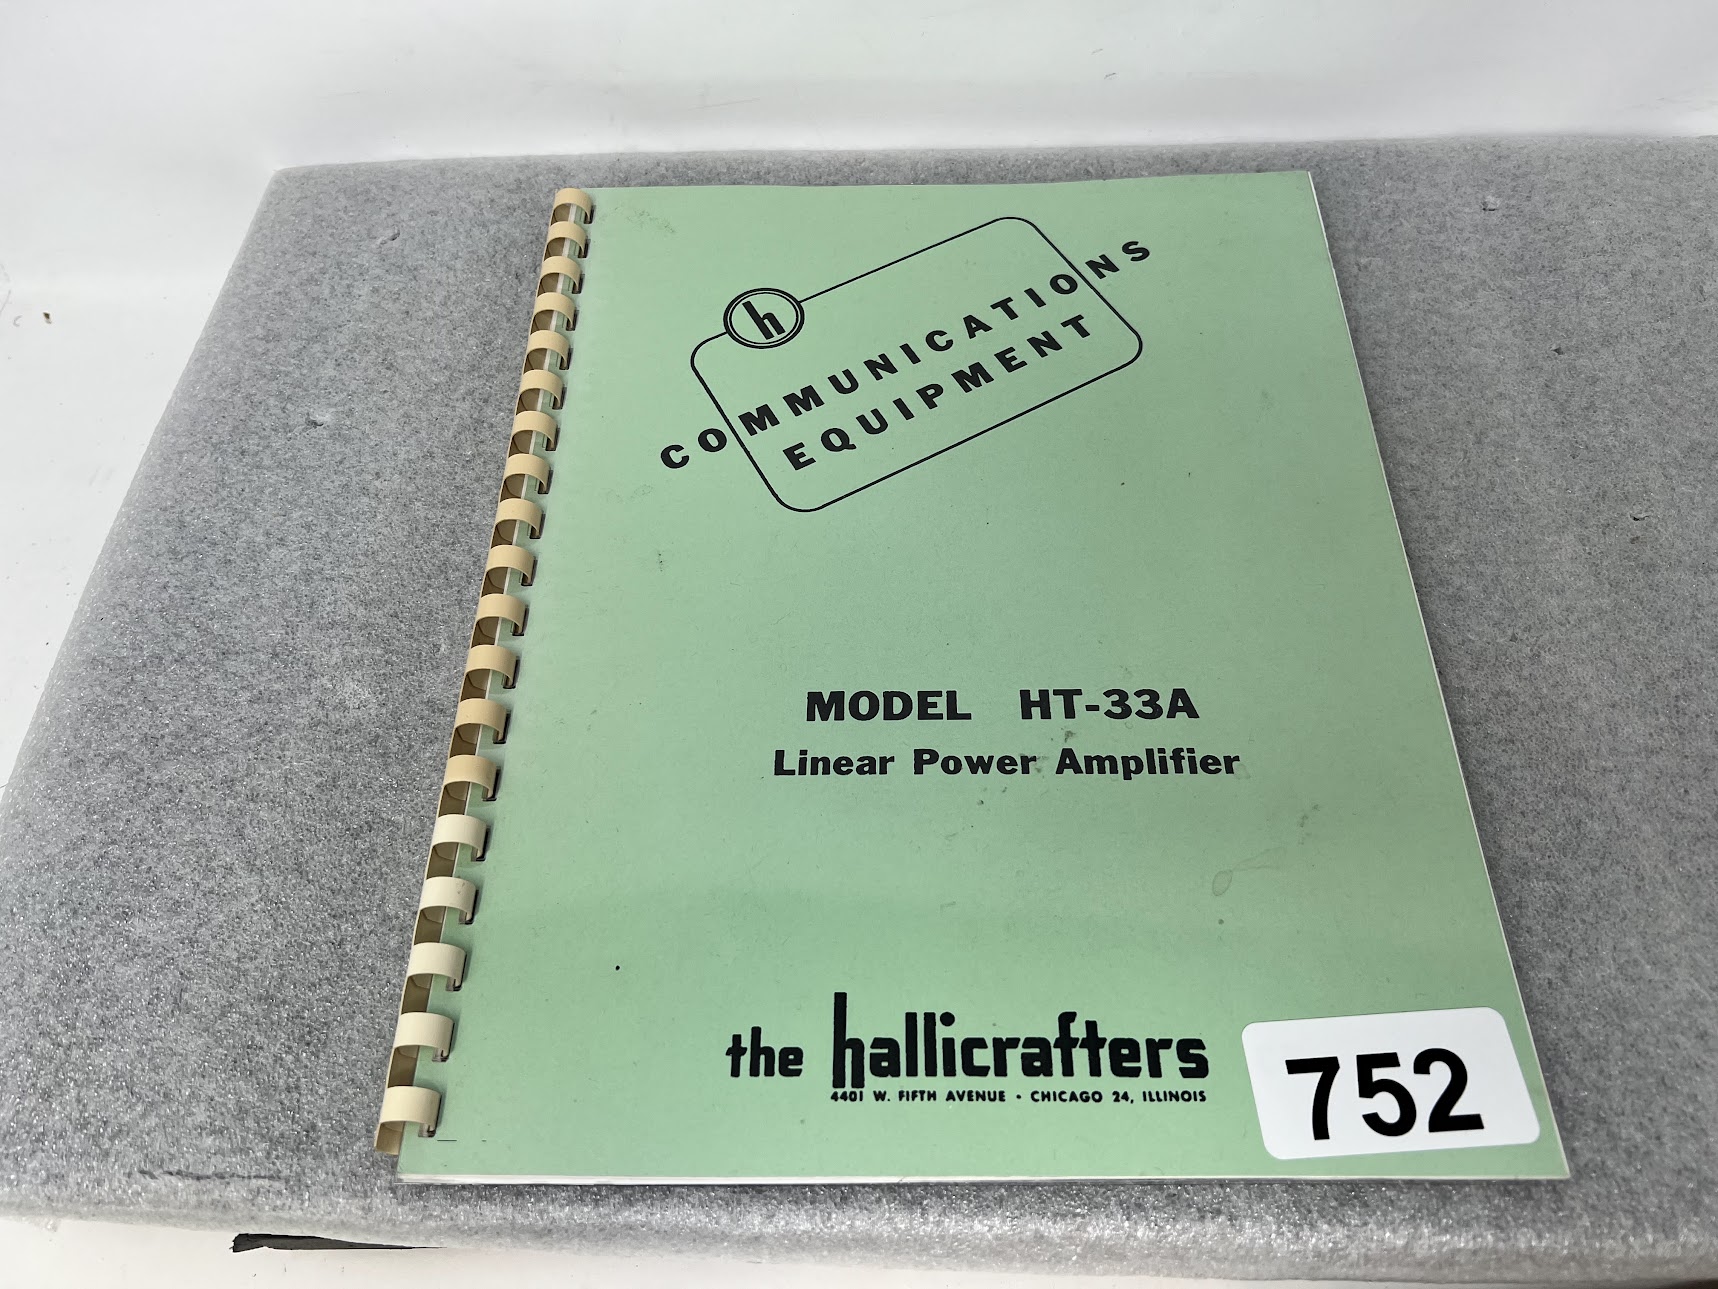 h
COMMUNICATIONS
EQUIPMENT
MODEL HT-33A
Linear Power Amplifier
the hallicrafters
4401 W. FIFTH AVENUE • CHICAGO 24, ILLINOIS
752